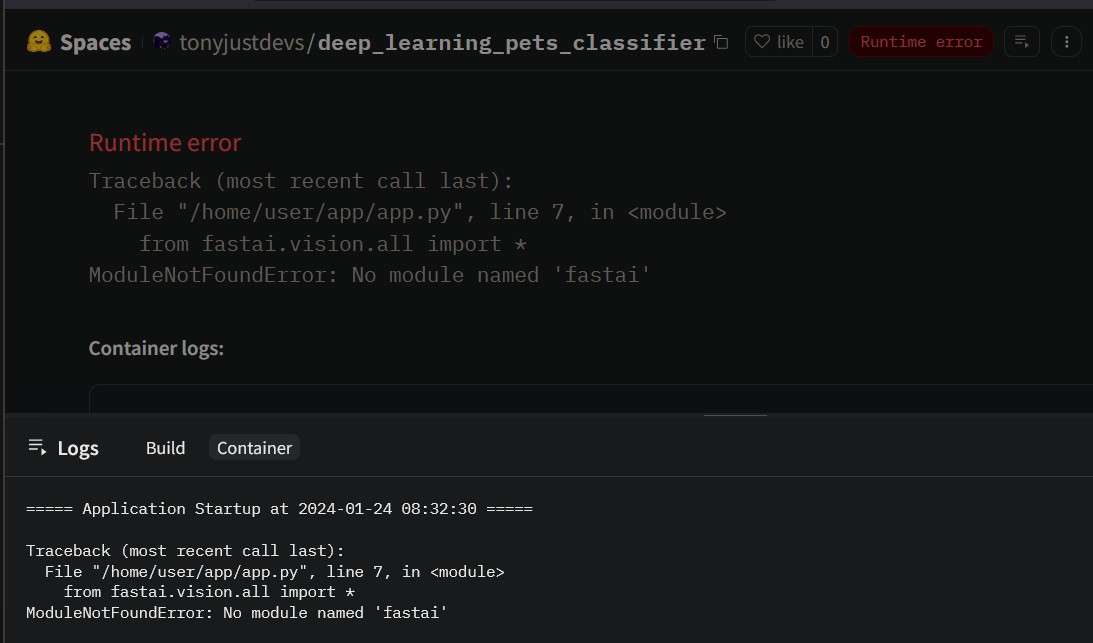 Spaces tonyjustdevs/deep_learning_pets_classifier like 0 Runtime error
Runtime error
Traceback (most recent call last):
  File "/home/user/app/app.py", line 7, in <module>
    from fastai.vision.all import *
ModuleNotFoundError: No module named 'fastai'
Container logs:
Logs Build Container
===== Application Startup at 2024-01-24 08:32:30 =====
Traceback (most recent call last):
  File "/home/user/app/app.py", line 7, in <module>
    from fastai.vision.all import *
ModuleNotFoundError: No module named 'fastai'